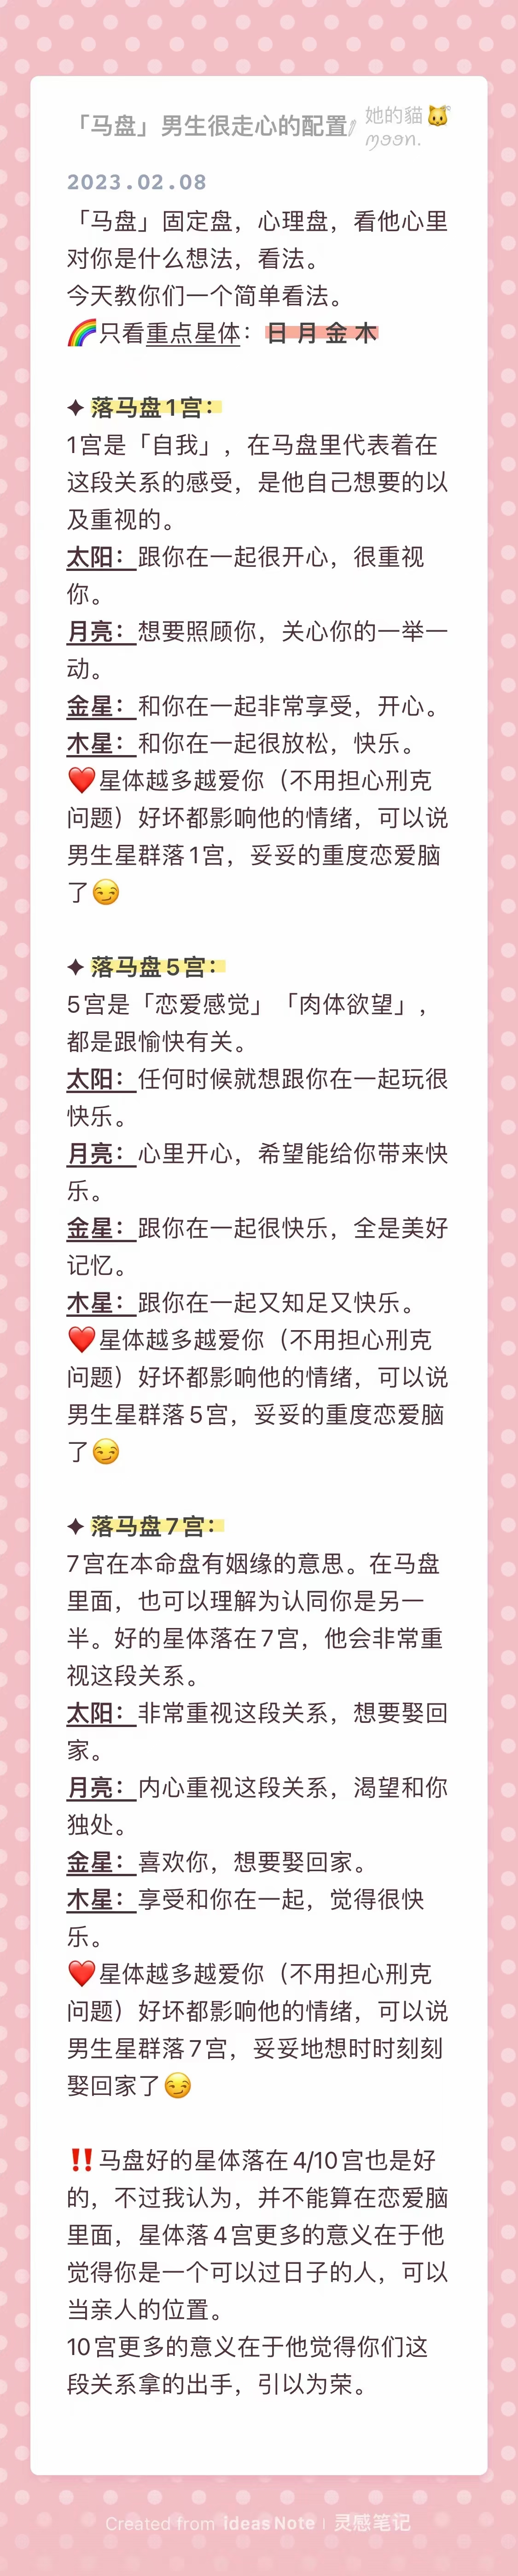 「马盘」男生很走心的配置
她的貓
moon.
2023.02.08
「马盘」固定盘，心理盘，看他心里
对你是什么想法，看法。
今天教你们一个简单看法。
🌈只看重点星体：日 月 金 木
✦ 落马盘1宫：
1宫是「自我」，在马盘里代表着在
这段关系的感受，是他自己想要的以
及重视的。
太阳：跟你在一起很开心，很重视
你。
月亮：想要照顾你，关心你的一举一
动。
金星：和你在一起非常享受，开心。
木星：和你在一起很放松，快乐。
❤️星体越多越爱你（不用担心刑克
问题）好坏都影响他的情绪，可以说
男生星群落1宫，妥妥的重度恋爱脑
了😏
✦ 落马盘5宫：
5宫是「恋爱感觉」「肉体欲望」，
都是跟愉快有关。
太阳：任何时候就想跟你在一起玩很
快乐。
月亮：心里开心，希望能给你带来快
乐。
金星：跟你在一起很快乐，全是美好
记忆。
木星：跟你在一起又知足又快乐。
❤️星体越多越爱你（不用担心刑克
问题）好坏都影响他的情绪，可以说
男生星群落5宫，妥妥的重度恋爱脑
了😏
✦ 落马盘7宫：
7宫在本命盘有姻缘的意思。在马盘
里面，也可以理解为认同你是另一
半。好的星体落在7宫，他会非常重
视这段关系。
太阳：非常重视这段关系，想要娶回
家。
月亮：内心重视这段关系，渴望和你
独处。
金星：喜欢你，想要娶回家。
木星：享受和你在一起，觉得很快
乐。
❤️星体越多越爱你（不用担心刑克
问题）好坏都影响他的情绪，可以说
男生星群落7宫，妥妥地想时时刻刻
娶回家了😏
‼️马盘好的星体落在4/10宫也是好
的，不过我认为，并不能算在恋爱脑
里面，星体落4宫更多的意义在于他
觉得你是一个可以过日子的人，可以
当亲人的位置。
10宫更多的意义在于他觉得你们这
段关系拿的出手，引以为荣。
Created from ideasNote | 灵感笔记